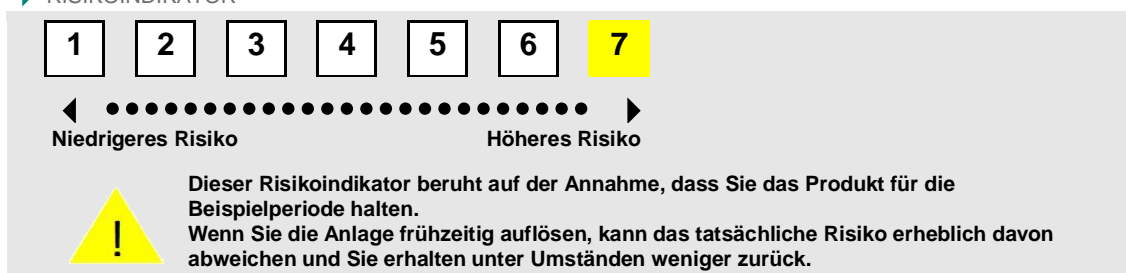 RISIKOINDIKATOR
1 2 3 4 5 6 7
Niedrigeres Risiko Höheres Risiko
Dieser Risikoindikator beruht auf der Annahme, dass Sie das Produkt für die
Beispielperiode halten.
Wenn Sie die Anlage frühzeitig auflösen, kann das tatsächliche Risiko erheblich davon
abweichen und Sie erhalten unter Umständen weniger zurück.
!